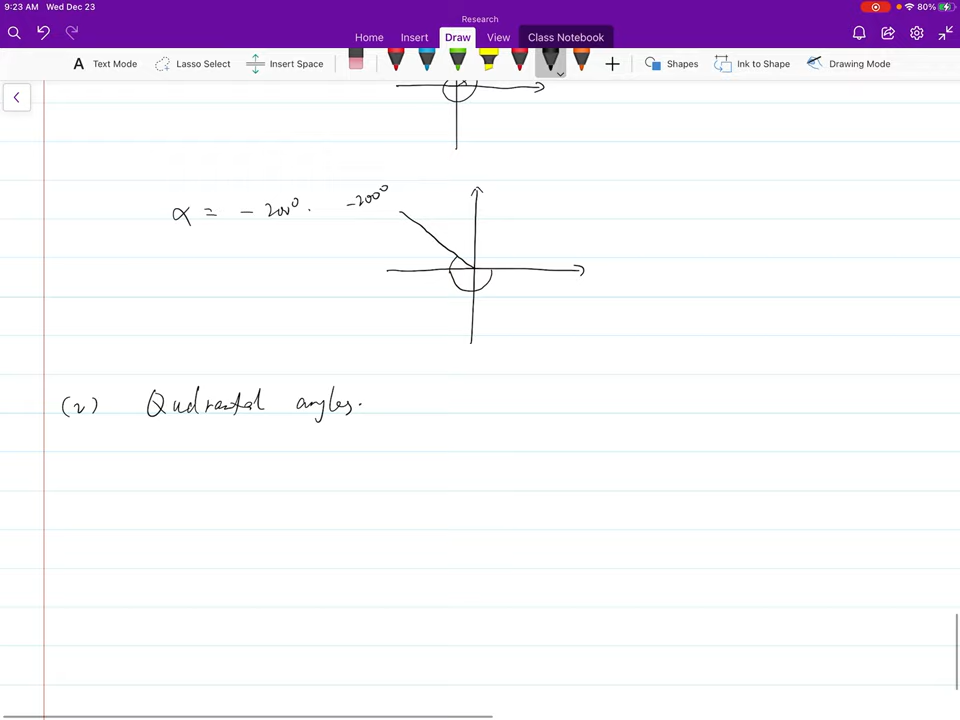 9:23 AM Wed Dec 23
80%
Research
Home Insert Draw View Class Notebook
Text Mode Lasso Select Insert Space Shapes Ink to Shape Drawing Mode
α = - 200°. -200°
(2) Qudrantal angles.